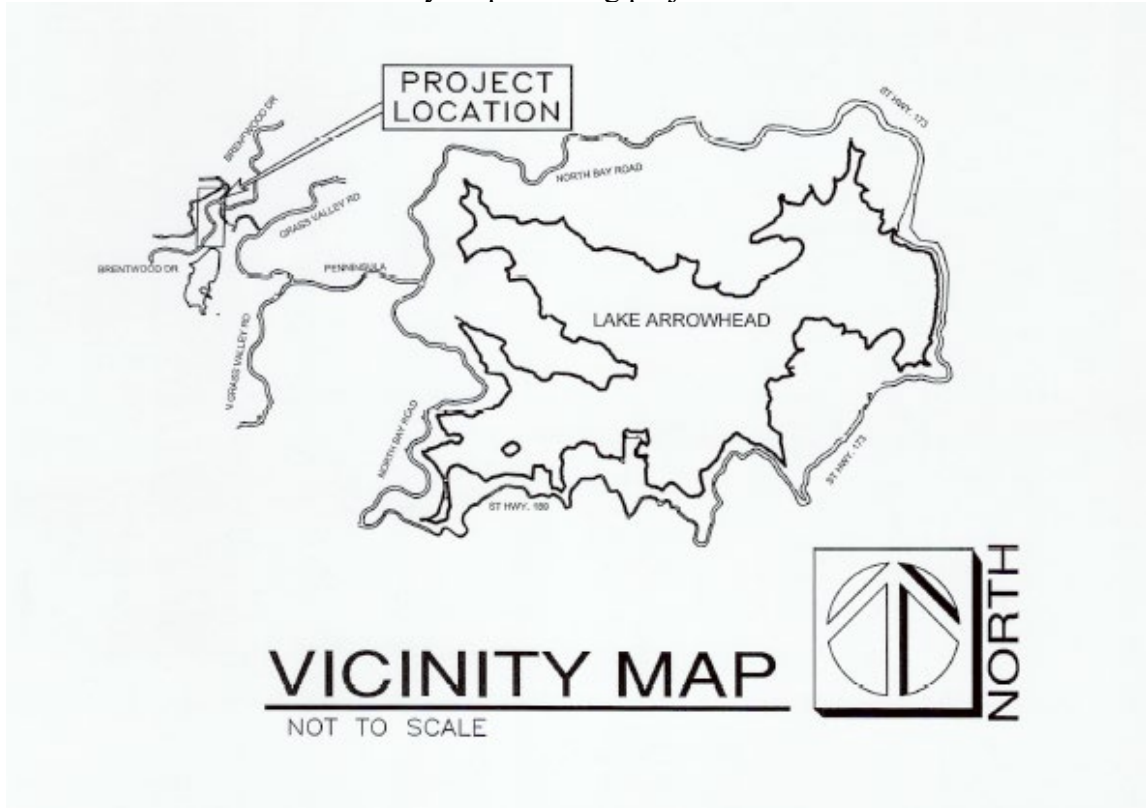 PROJECT
LOCATION
BRENTWOOD DR
ST HWY. 173
NORTH BAY ROAD
GRASS VALLEY RD
BRENTWOOD DR.
PENNINSULA
LAKE ARROWHEAD
GRASS VALLEY RD
NORTH BAY ROAD
ST HWY. 173
ST HWY. 189
NORTH
VICINITY MAP
NOT TO SCALE